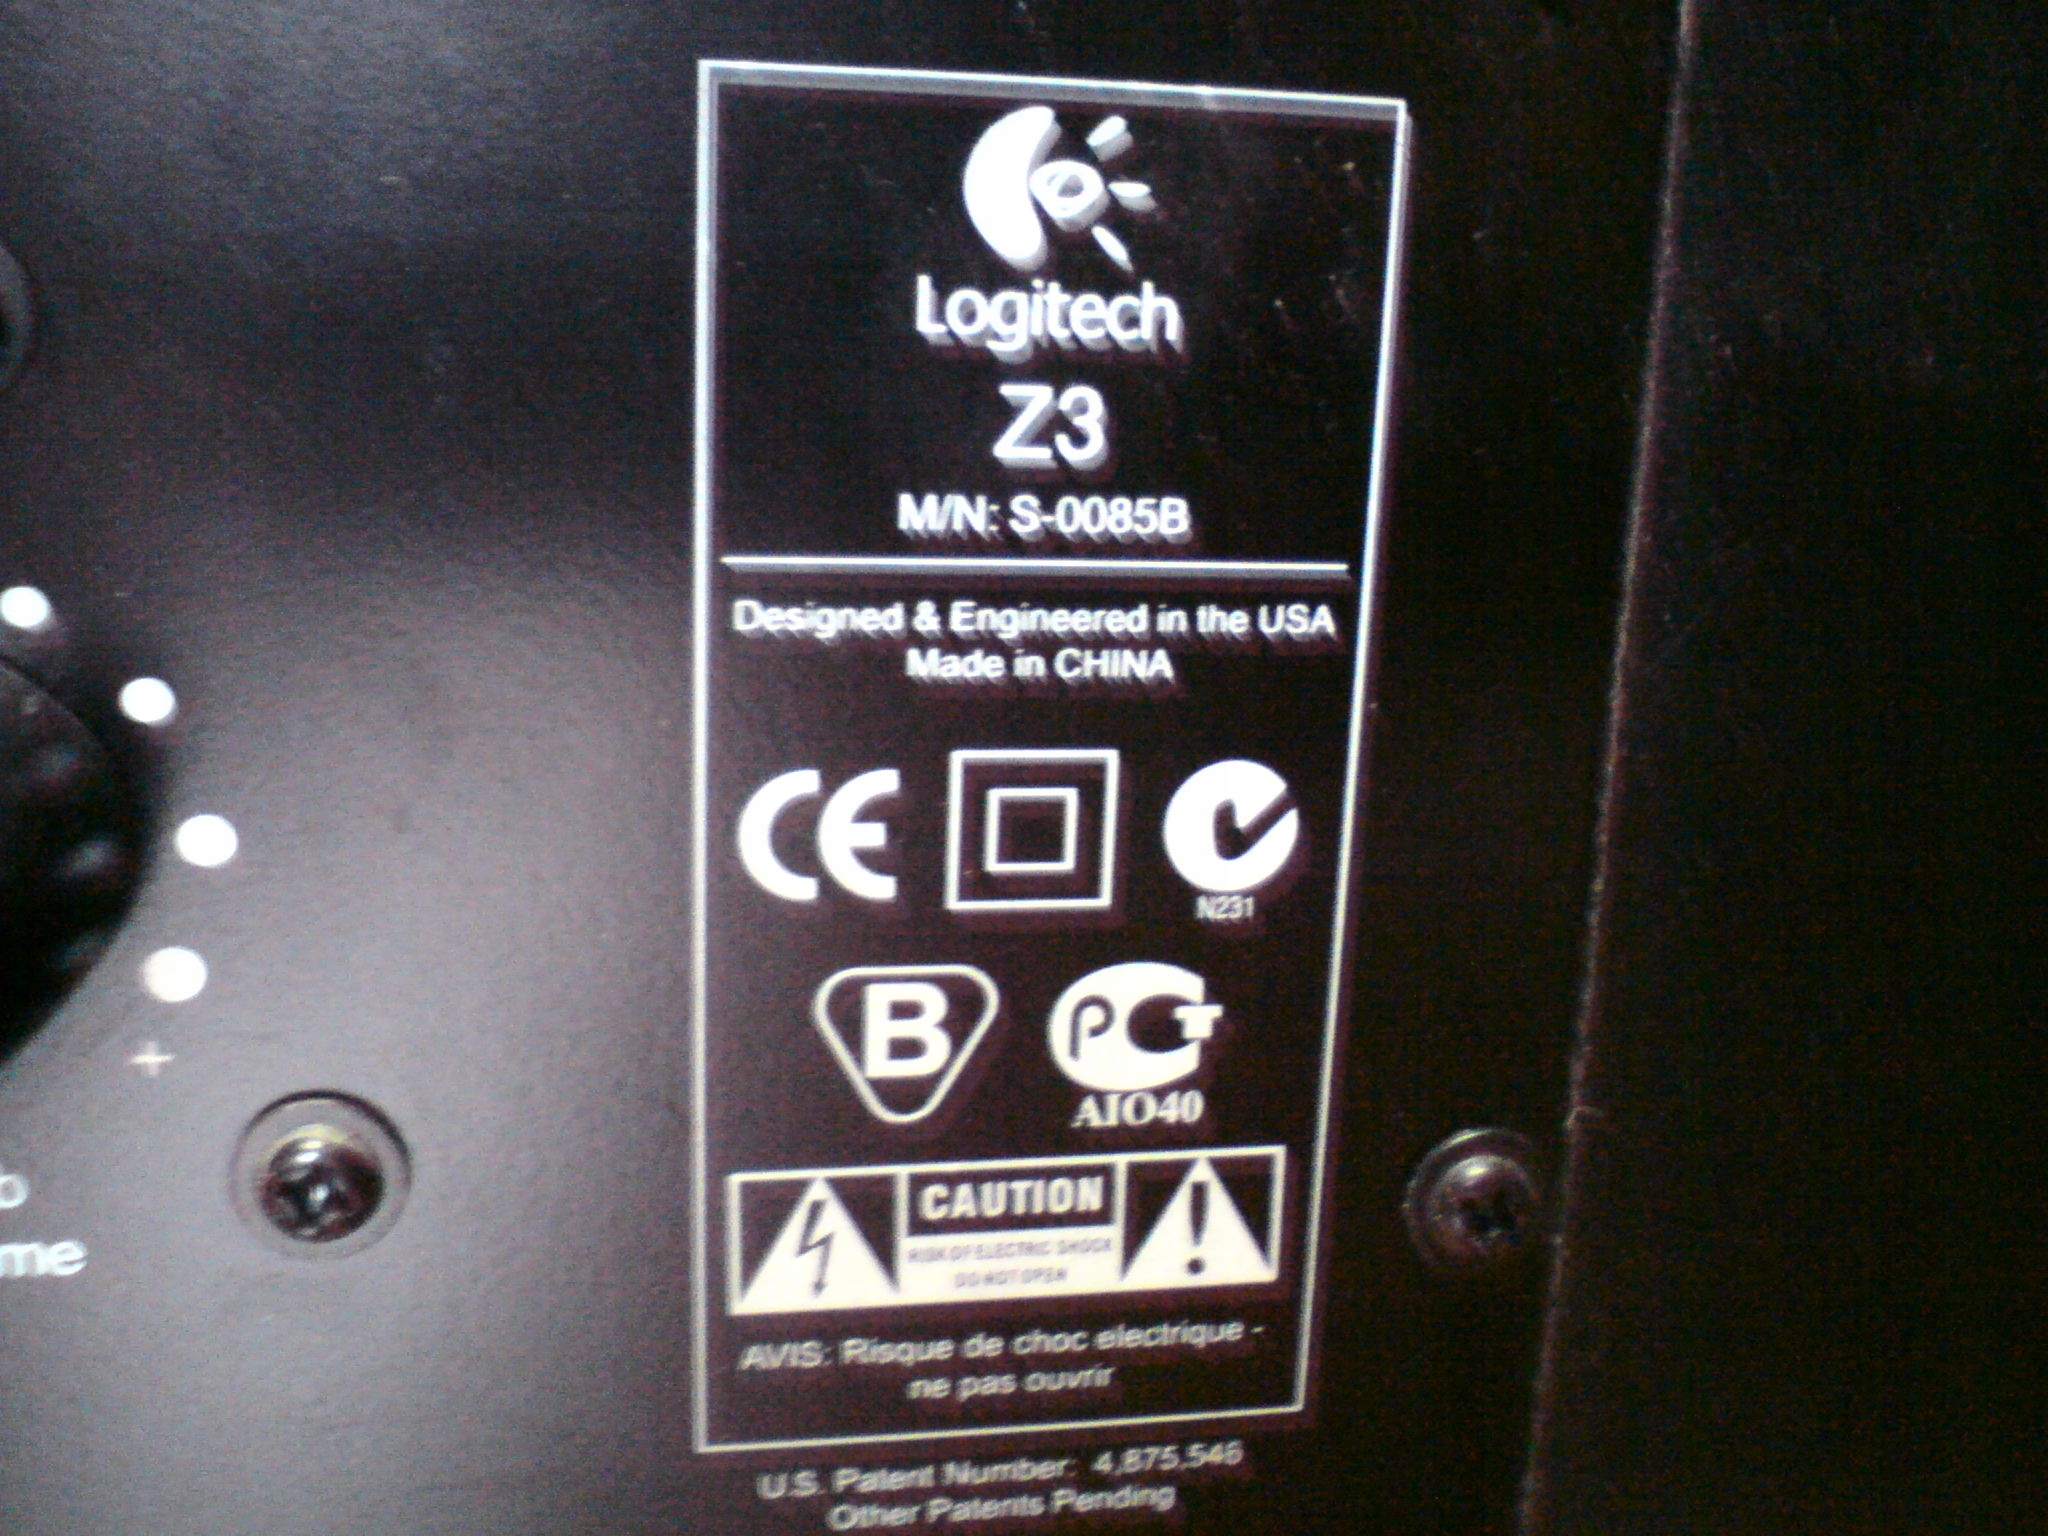 Logitech
Z3
M/N: S-0085B
Designed & Engineered in the USA
Made in CHINA
CE
N231
B
PCT
AIO40
CAUTION
RISK OF ELECTRIC SHOCK
DO NOT OPEN
AVIS: Risque de choc electrique -
ne pas ouvrir
U.S. Patent Number: 4,875,546
Other Patents Pending
+
me